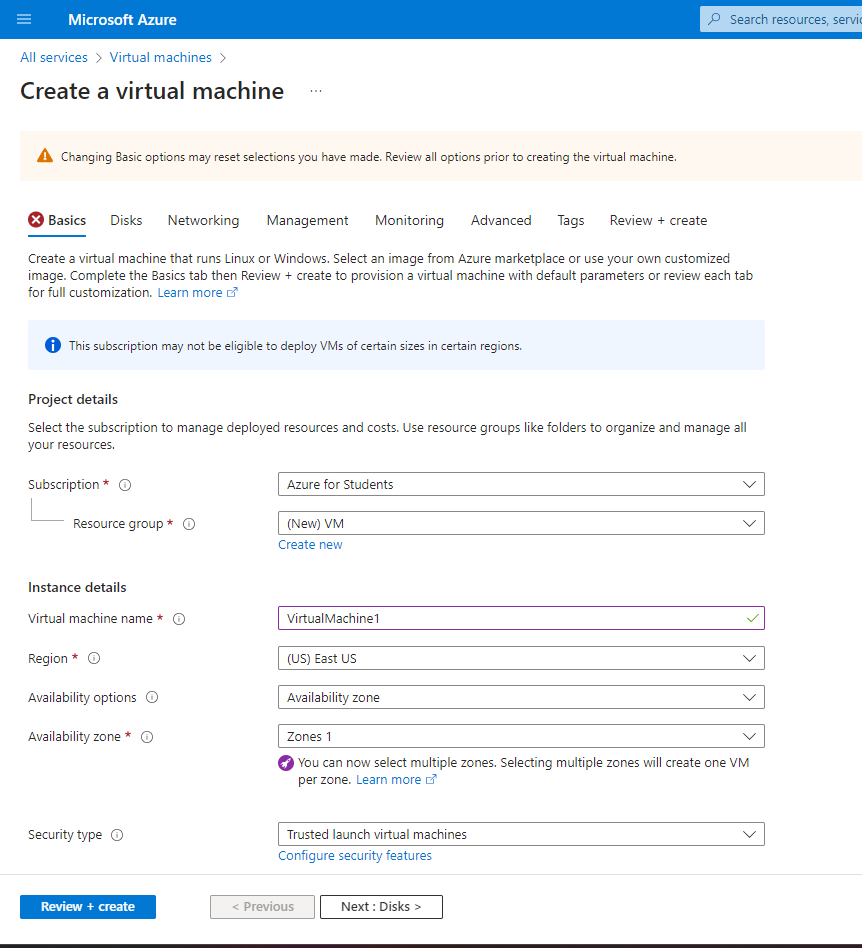 Microsoft Azure
Search resources, servic
All services > Virtual machines >
Create a virtual machine ...
Changing Basic options may reset selections you have made. Review all options prior to creating the virtual machine.
Basics Disks Networking Management Monitoring Advanced Tags Review + create
Create a virtual machine that runs Linux or Windows. Select an image from Azure marketplace or use your own customized
image. Complete the Basics tab then Review + create to provision a virtual machine with default parameters or review each tab
for full customization. Learn more
This subscription may not be eligible to deploy VMs of certain sizes in certain regions.
Project details
Select the subscription to manage deployed resources and costs. Use resource groups like folders to organize and manage all
your resources.
Subscription * Azure for Students
Resource group * (New) VM
Create new
Instance details
Virtual machine name * VirtualMachine1
Region * (US) East US
Availability options Availability zone
Availability zone * Zones 1
You can now select multiple zones. Selecting multiple zones will create one VM
per zone. Learn more
Security type Trusted launch virtual machines
Configure security features
Review + create < Previous Next : Disks >